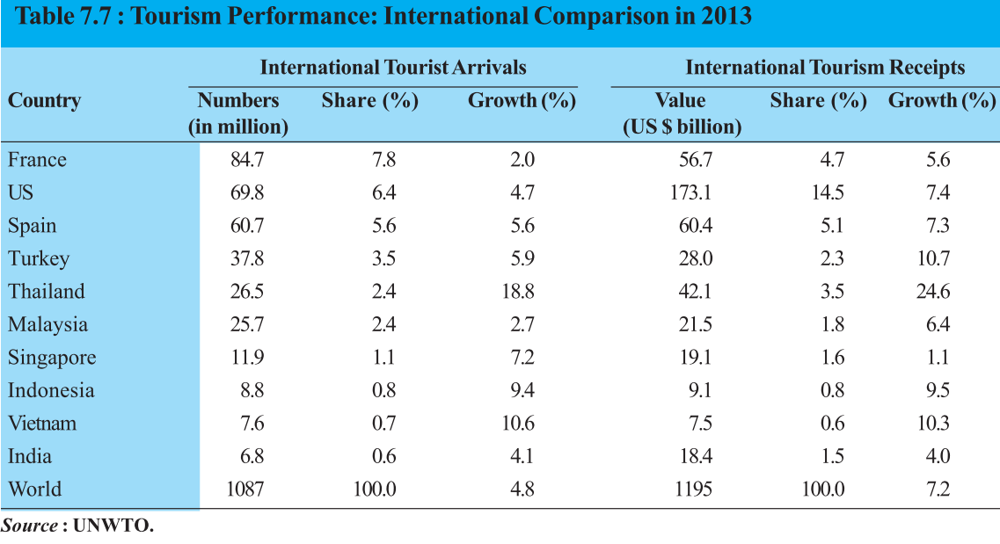 Table 7.7 : Tourism Performance: International Comparison in 2013
International Tourist Arrivals International Tourism Receipts
Country Numbers Share (%) Growth (%) Value Share (%) Growth (%)
(in million) (US $ billion)
France 84.7 7.8 2.0 56.7 4.7 5.6
US 69.8 6.4 4.7 173.1 14.5 7.4
Spain 60.7 5.6 5.6 60.4 5.1 7.3
Turkey 37.8 3.5 5.9 28.0 2.3 10.7
Thailand 26.5 2.4 18.8 42.1 3.5 24.6
Malaysia 25.7 2.4 2.7 21.5 1.8 6.4
Singapore 11.9 1.1 7.2 19.1 1.6 1.1
Indonesia 8.8 0.8 9.4 9.1 0.8 9.5
Vietnam 7.6 0.7 10.6 7.5 0.6 10.3
India 6.8 0.6 4.1 18.4 1.5 4.0
World 1087 100.0 4.8 1195 100.0 7.2
Source : UNWTO.